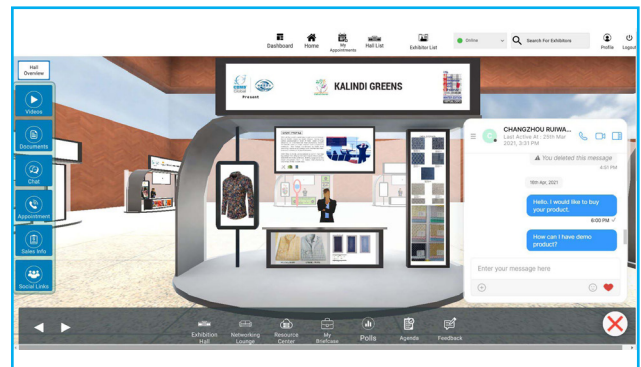 Dashboard
Home
My
Appointments
Hall List
Exhibitor List
Online
Search For Exhibitors
Profile
Logout
Hall
Overview
Videos
Documents
Chat
Appointment
Sales Info
Social Links
Present
KALINDI GREENS
CHANGZHOU RUIWA...
Last Active At : 25th Mar
2021, 3:31 PM
You deleted this message
4:51 PM
15th Apr, 2021
Hello. I would like to buy
your product.
6:00 PM
How can I have demo
product?
Enter your message here
Exhibition
Hall
Networking
Lounge
Resource
Center
My
Briefcase
Polls
Agenda
Feedback